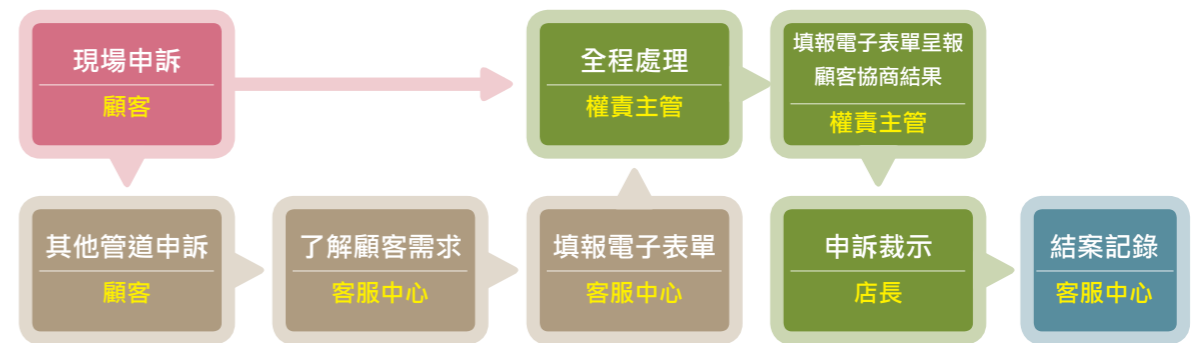 現場申訴
顧客
全程處理
權責主管
填報電子表單呈報
顧客協商結果
權責主管
其他管道申訴
顧客
了解顧客需求
客服中心
填報電子表單
客服中心
申訴裁示
店長
結案記錄
客服中心